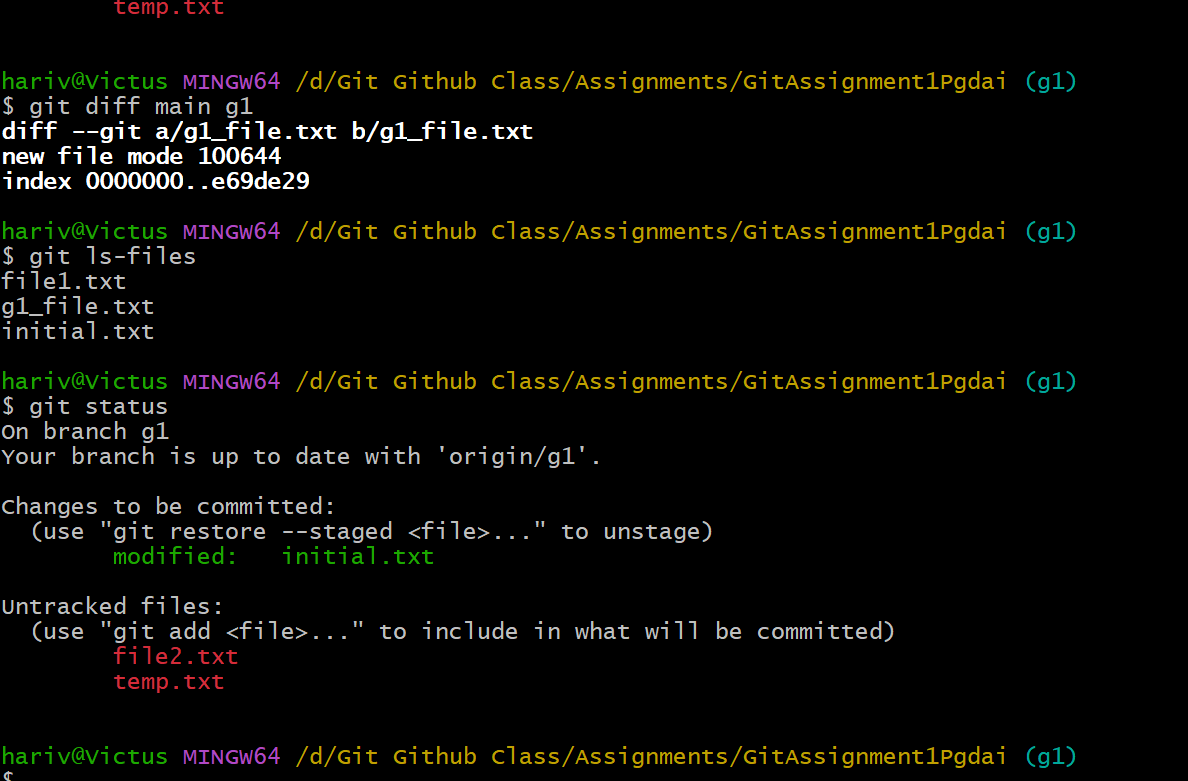 temp.txt
hariv@Victus MINGW64 /d/Git Github Class/Assignments/GitAssignment1Pgdai (g1)
$ git diff main g1
diff --git a/g1_file.txt b/g1_file.txt
new file mode 100644
index 0000000..e69de29
hariv@Victus MINGW64 /d/Git Github Class/Assignments/GitAssignment1Pgdai (g1)
$ git ls-files
file1.txt
g1_file.txt
initial.txt
hariv@Victus MINGW64 /d/Git Github Class/Assignments/GitAssignment1Pgdai (g1)
$ git status
On branch g1
Your branch is up to date with 'origin/g1'.
Changes to be committed:
  (use "git restore --staged <file>..." to unstage)
        modified:   initial.txt
Untracked files:
  (use "git add <file>..." to include in what will be committed)
        file2.txt
        temp.txt
hariv@Victus MINGW64 /d/Git Github Class/Assignments/GitAssignment1Pgdai (g1)
$